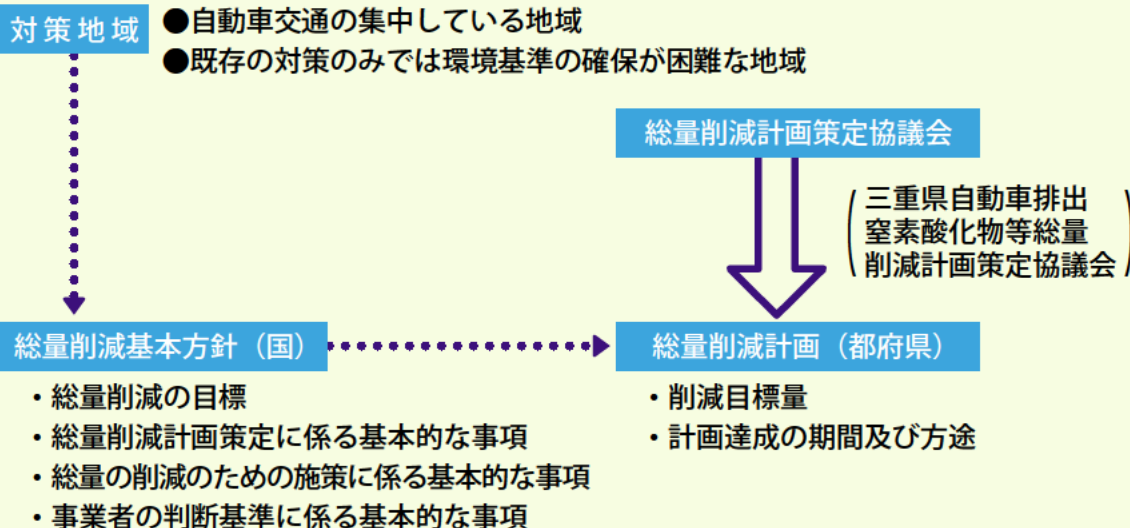 対策地域
●自動車交通の集中している地域
●既存の対策のみでは環境基準の確保が困難な地域
総量削減計画策定協議会
(三重県自動車排出
窒素酸化物等総量
削減計画策定協議会)
総量削減基本方針（国）
・総量削減の目標
・総量削減計画策定に係る基本的な事項
・総量の削減のための施策に係る基本的な事項
・事業者の判断基準に係る基本的な事項
総量削減計画（都府県）
・削減目標量
・計画達成の期間及び方途